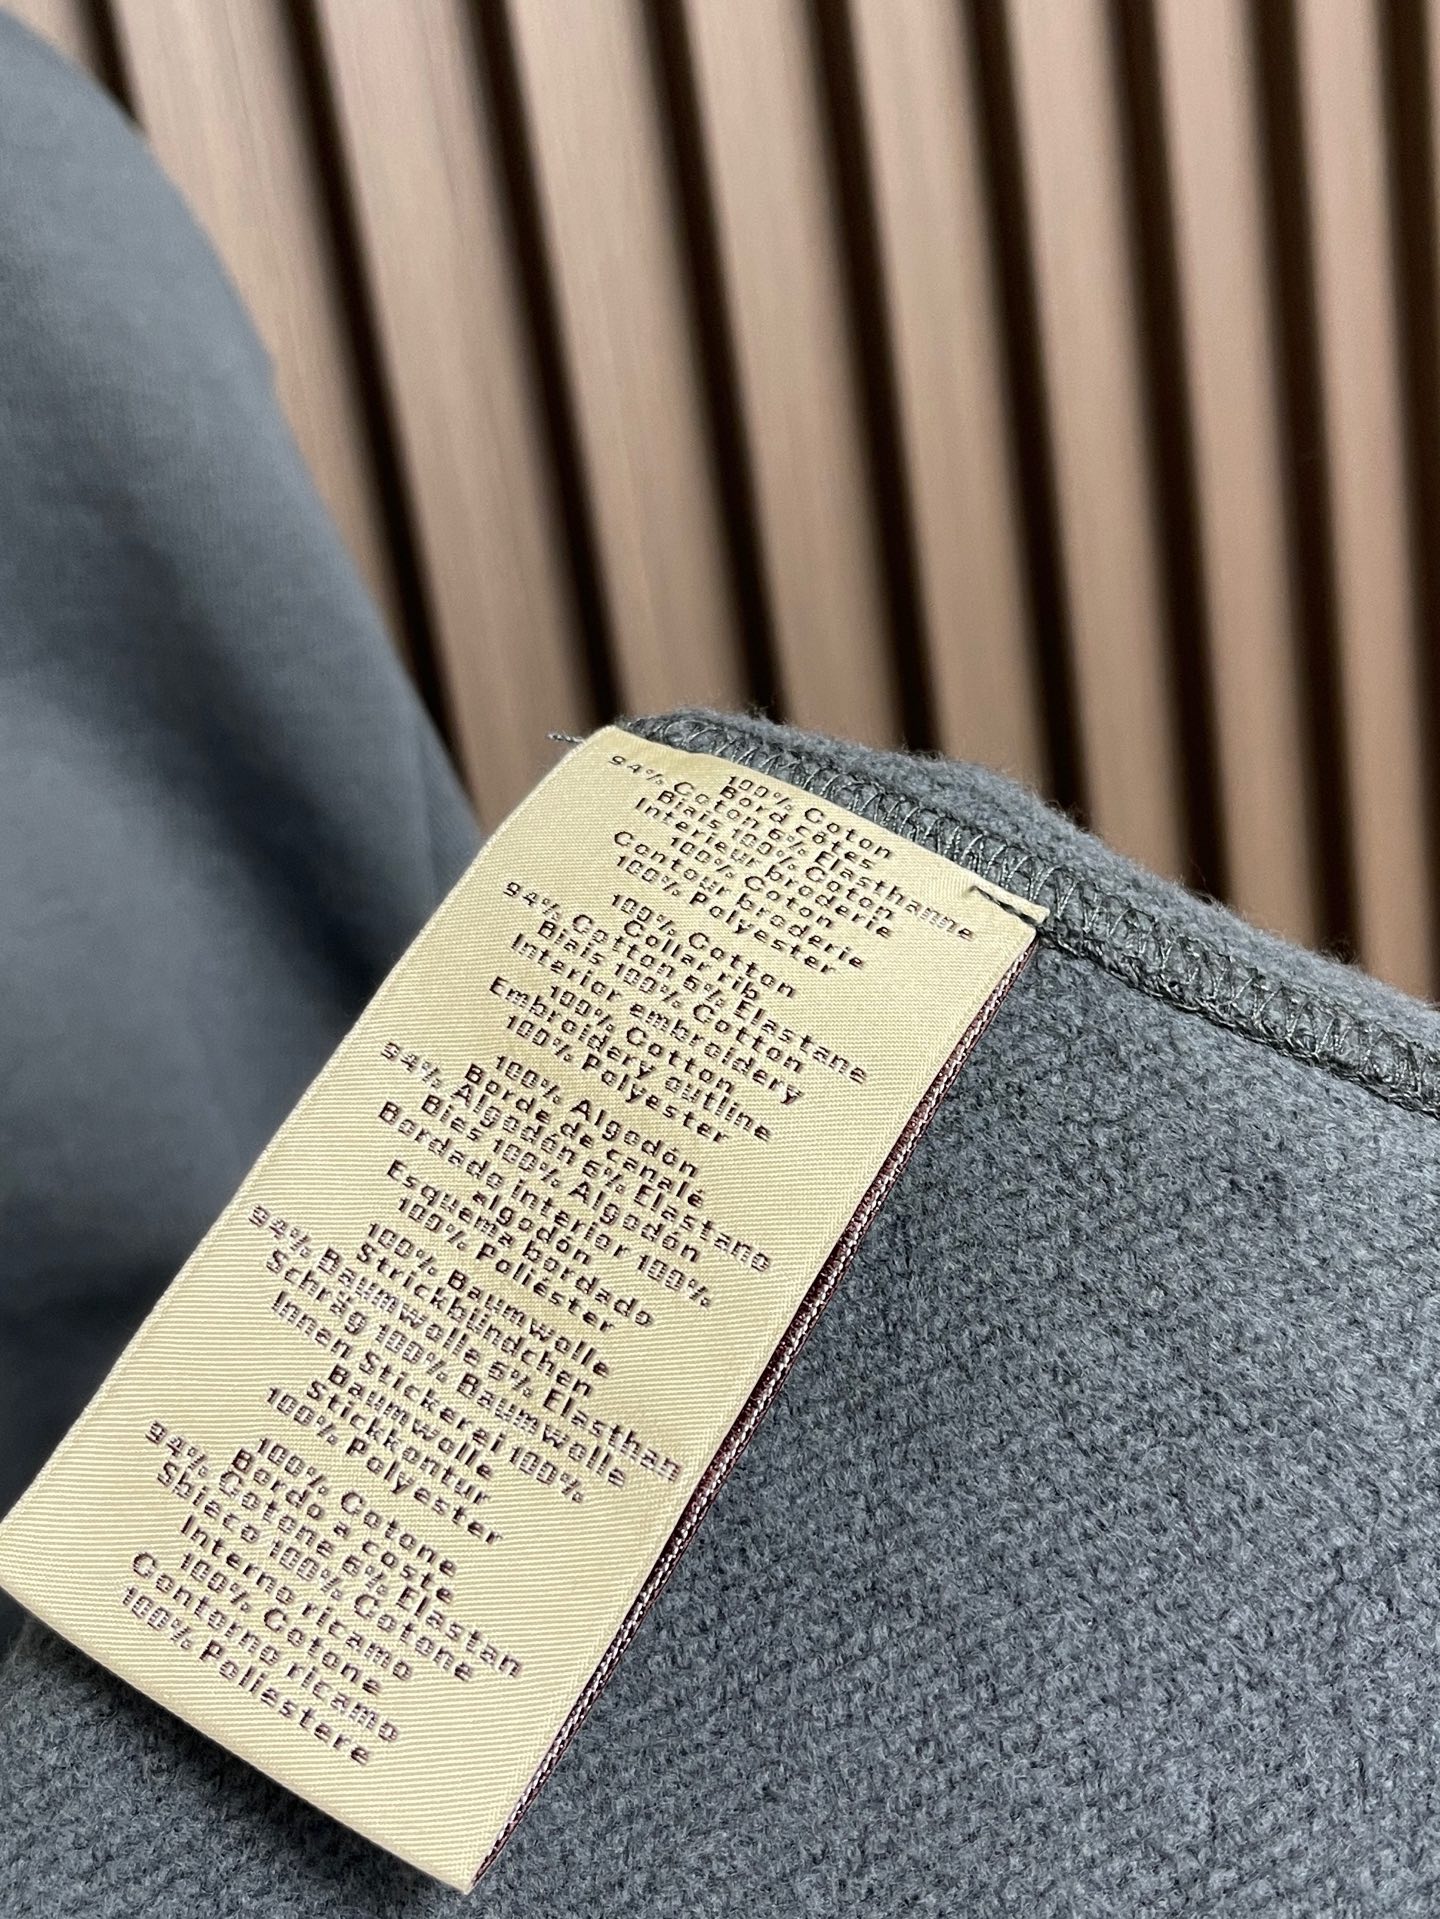 100% Coton
Bord côtes
94% Coton 6% Elasthanne
Biais 100% Coton
Interieur broderie
100% Coton
Contour broderie
100% Polyester
100% Cotton
Collar rib
94% Cotton 6% Elastane
Biais 100% Cotton
Interior embroidery
100% Cotton
Embroidery outline
100% Polyester
100% Algodón
Borde de canalé
94% Algodón 6% Elastano
Bies 100% Algodón
Bordado interior 100%
algodón
Esquema bordado
100% Poliéster
100% Baumwolle
Strickbündchen
94% Baumwolle 6% Elasthan
Schräg 100% Baumwolle
Innen Stickerei 100%
Baumwolle
Stickkontur
100% Polyester
100% Cotone
Bordo a coste
94% Cotone 6% Elastan
Sbieco 100% Cotone
Interno ricamo
100% Cotone
Contorno ricamo
100% Poliestere